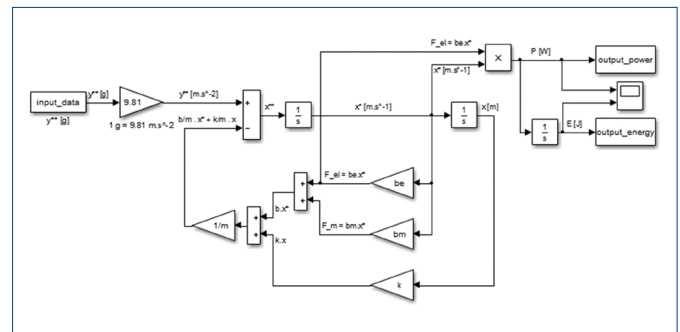 F_el = be.x*
x
P [W]
output_power
x* [m.s^-1]
input_data
y** [g]
y** [g]
9.81
1 g = 9.81 m.s^-2
y** [m.s^-2]
b/m . x* + k/m . x
+
−
x**
1
s
x* [m.s^-1]
1
s
x [m]
1
s
E [J]
output_energy
F_el = be.x*
be
+
+
F_m = bm.x*
bm
b.x*
1/m
+
+
k.x
k